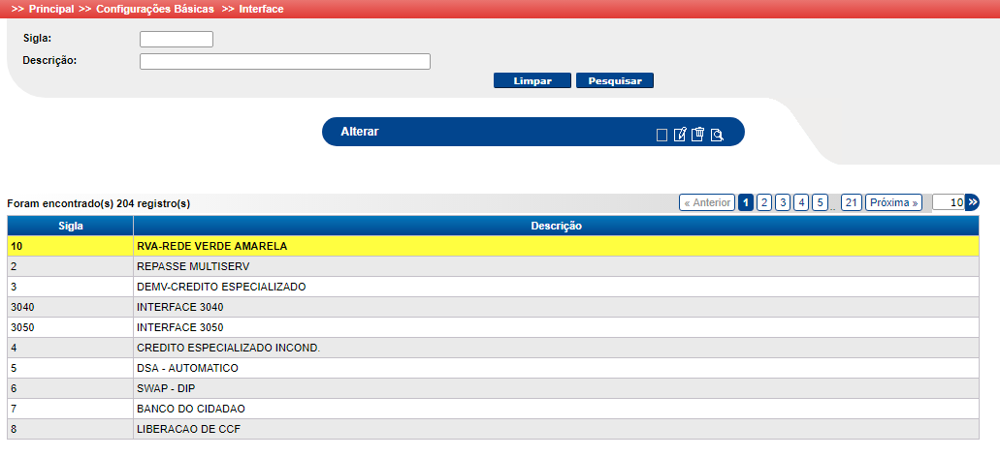 >> Principal >> Configurações Básicas >> Interface
Sigla:
Descrição:
Limpar Pesquisar
Alterar
Foram encontrado(s) 204 registro(s) « Anterior 1 2 3 4 5 .. 21 Próxima » 10 »
Sigla Descrição
10 RVA-REDE VERDE AMARELA
2 REPASSE MULTISERV
3 DEMV-CREDITO ESPECIALIZADO
3040 INTERFACE 3040
3050 INTERFACE 3050
4 CREDITO ESPECIALIZADO INCOND.
5 DSA - AUTOMATICO
6 SWAP - DIP
7 BANCO DO CIDADAO
8 LIBERACAO DE CCF